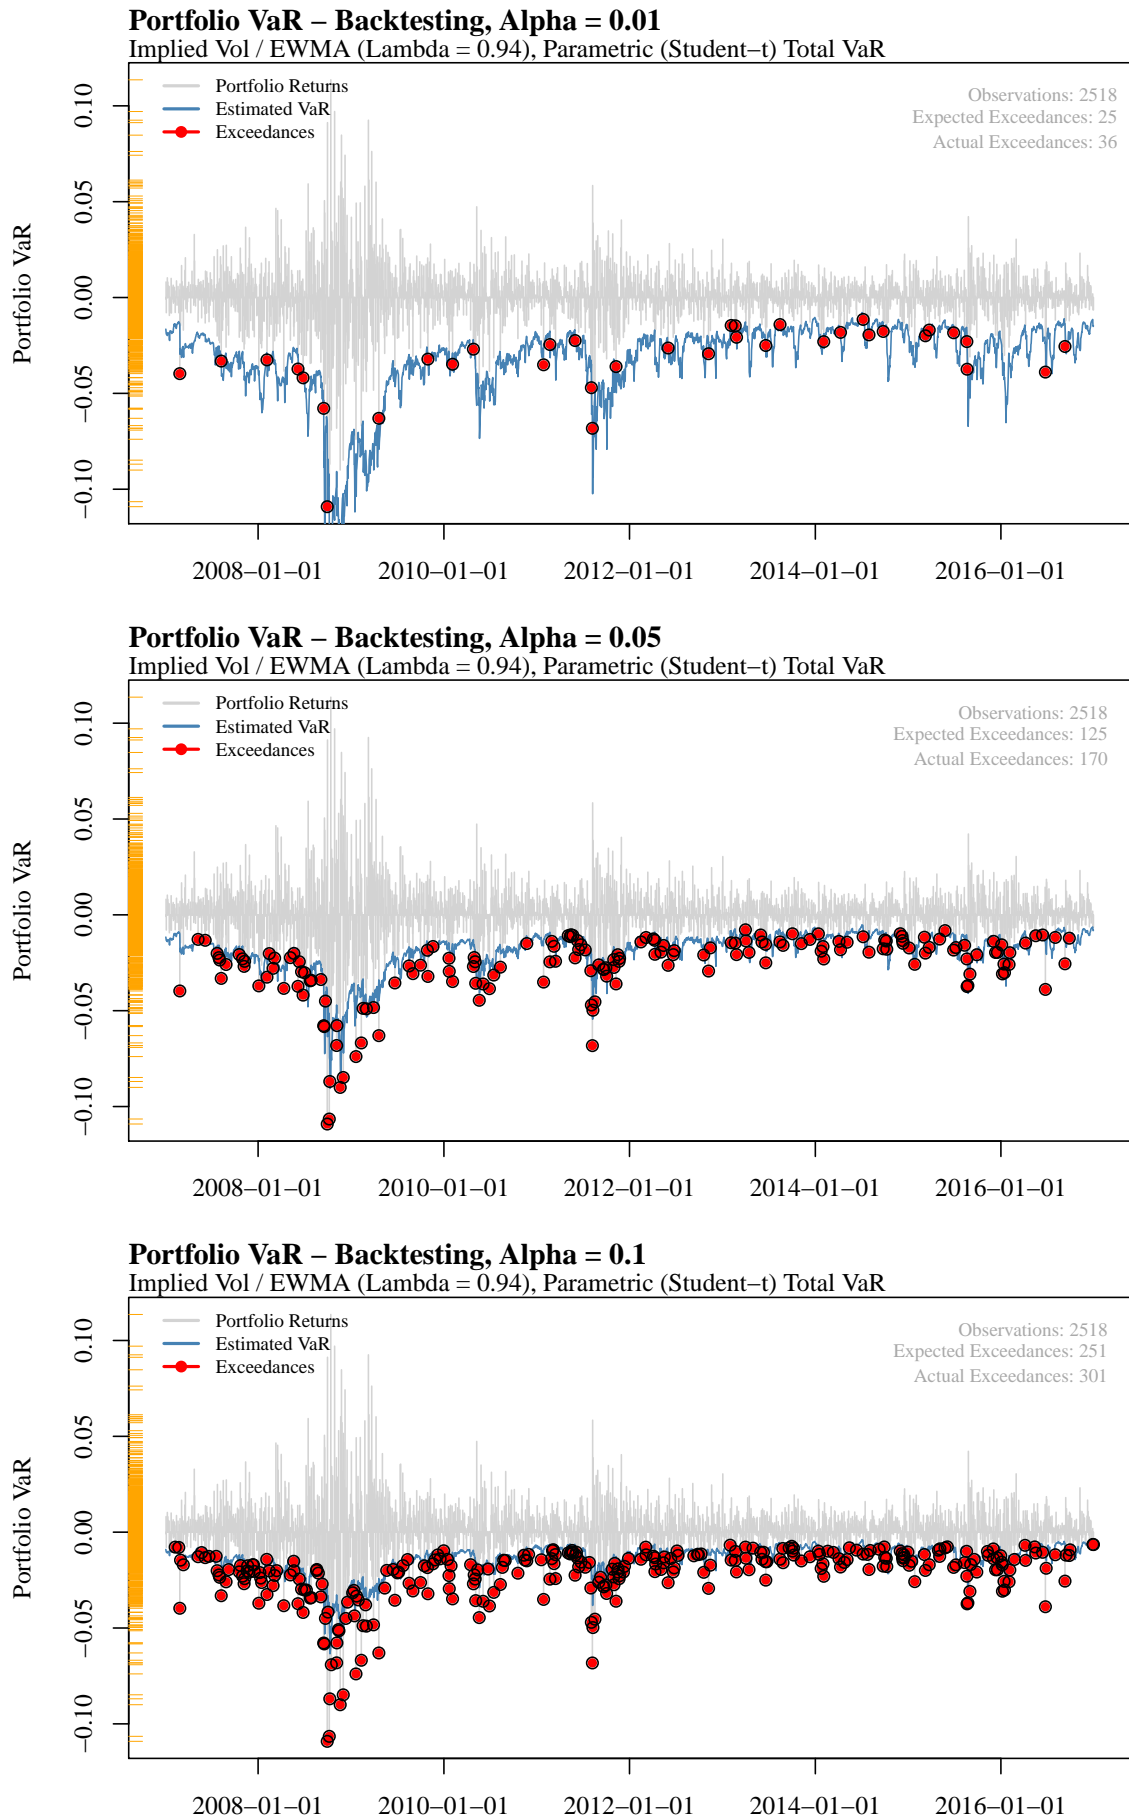 Portfolio VaR – Backtesting, Alpha = 0.01
Implied Vol / EWMA (Lambda = 0.94), Parametric (Student−t) Total VaR
Portfolio Returns
Estimated VaR
Exceedances
Observations: 2518
Expected Exceedances: 25
Actual Exceedances: 36
Portfolio VaR
0.10
0.05
0.00
−0.05
−0.10
2008−01−01 2010−01−01 2012−01−01 2014−01−01 2016−01−01
Portfolio VaR – Backtesting, Alpha = 0.05
Implied Vol / EWMA (Lambda = 0.94), Parametric (Student−t) Total VaR
Portfolio Returns
Estimated VaR
Exceedances
Observations: 2518
Expected Exceedances: 125
Actual Exceedances: 170
Portfolio VaR
0.10
0.05
0.00
−0.05
−0.10
2008−01−01 2010−01−01 2012−01−01 2014−01−01 2016−01−01
Portfolio VaR – Backtesting, Alpha = 0.1
Implied Vol / EWMA (Lambda = 0.94), Parametric (Student−t) Total VaR
Portfolio Returns
Estimated VaR
Exceedances
Observations: 2518
Expected Exceedances: 251
Actual Exceedances: 301
Portfolio VaR
0.10
0.05
0.00
−0.05
−0.10
2008−01−01 2010−01−01 2012−01−01 2014−01−01 2016−01−01